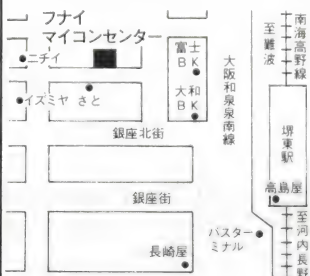 フナイ
マイコンセンター
ニチイ
イズミヤ
さと
富士
BK
大和
BK
大阪和泉泉南線
至難波
南海高野線
銀座北街
堺東駅
高島屋
銀座街
バスター
ミナル
長崎屋
至河内長野